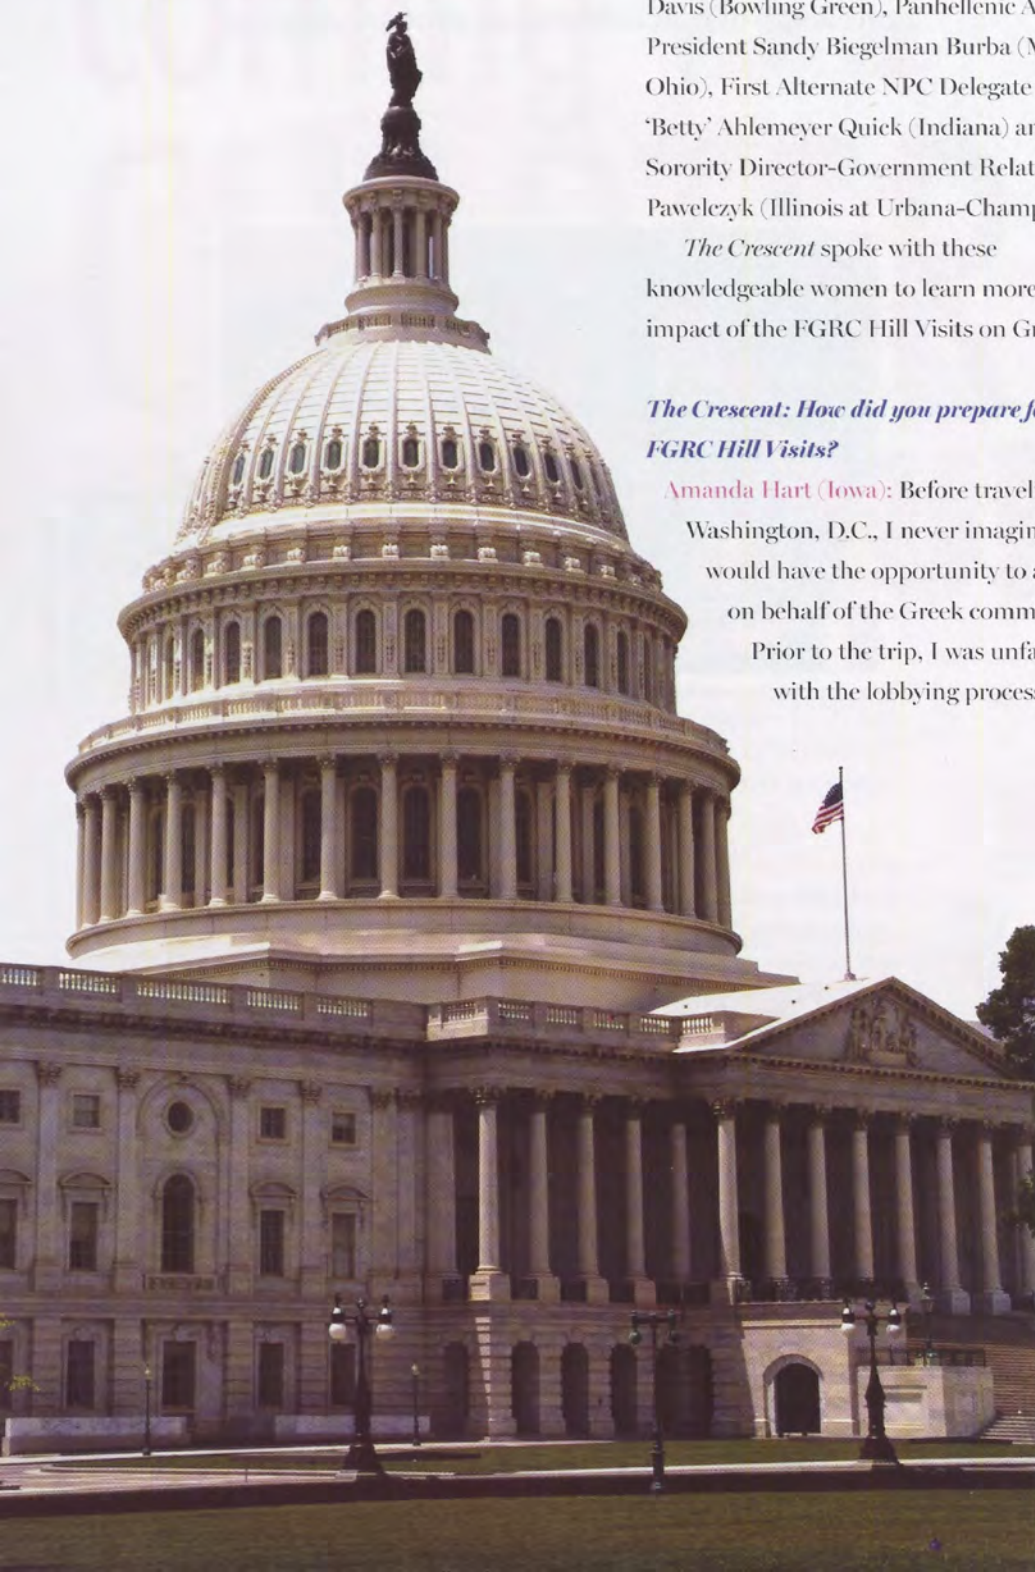 Davis (Bowling Green), Panhellenic A
President Sandy Biegelman Burba (M
Ohio), First Alternate NPC Delegate
‘Betty’ Ahlemeyer Quick (Indiana) an
Sorority Director-Government Relat
Pawelczyk (Illinois at Urbana-Champ
The Crescent spoke with these
knowledgeable women to learn more
impact of the FGRC Hill Visits on Gr
The Crescent: How did you prepare fo
FGRC Hill Visits?
Amanda Hart (Iowa): Before travel
Washington, D.C., I never imagin
would have the opportunity to a
on behalf of the Greek comm
Prior to the trip, I was unfa
with the lobbying process